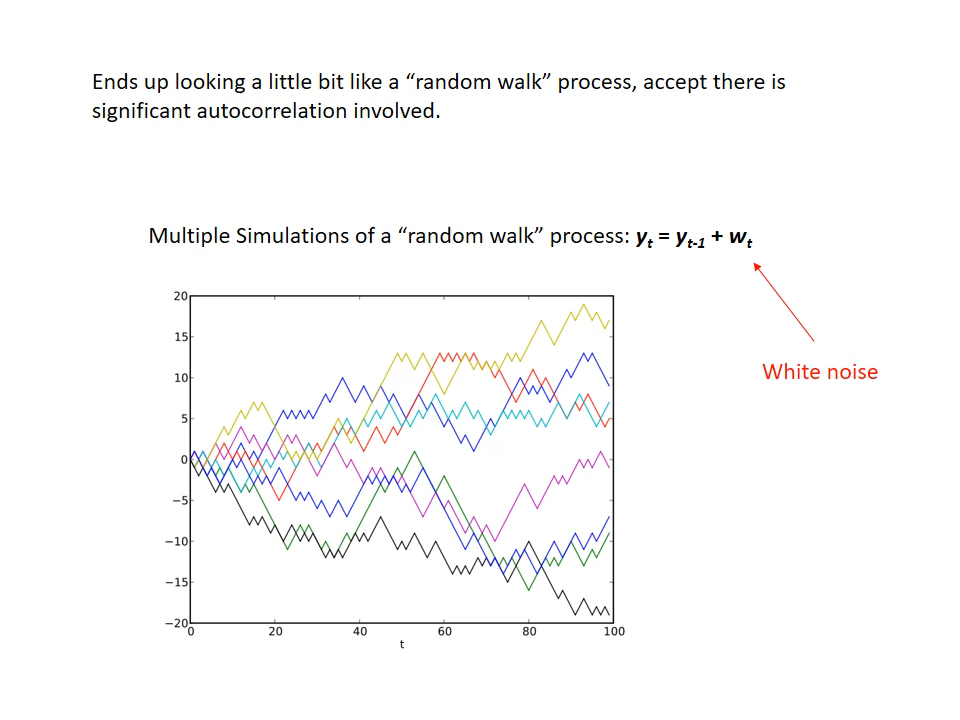 Ends up looking a little bit like a “random walk” process, accept there is
significant autocorrelation involved.
Multiple Simulations of a “random walk” process: yt = yt-1 + wt
White noise
20
15
10
5
0
−5
−10
−15
−20
0 20 40 60 80 100
t